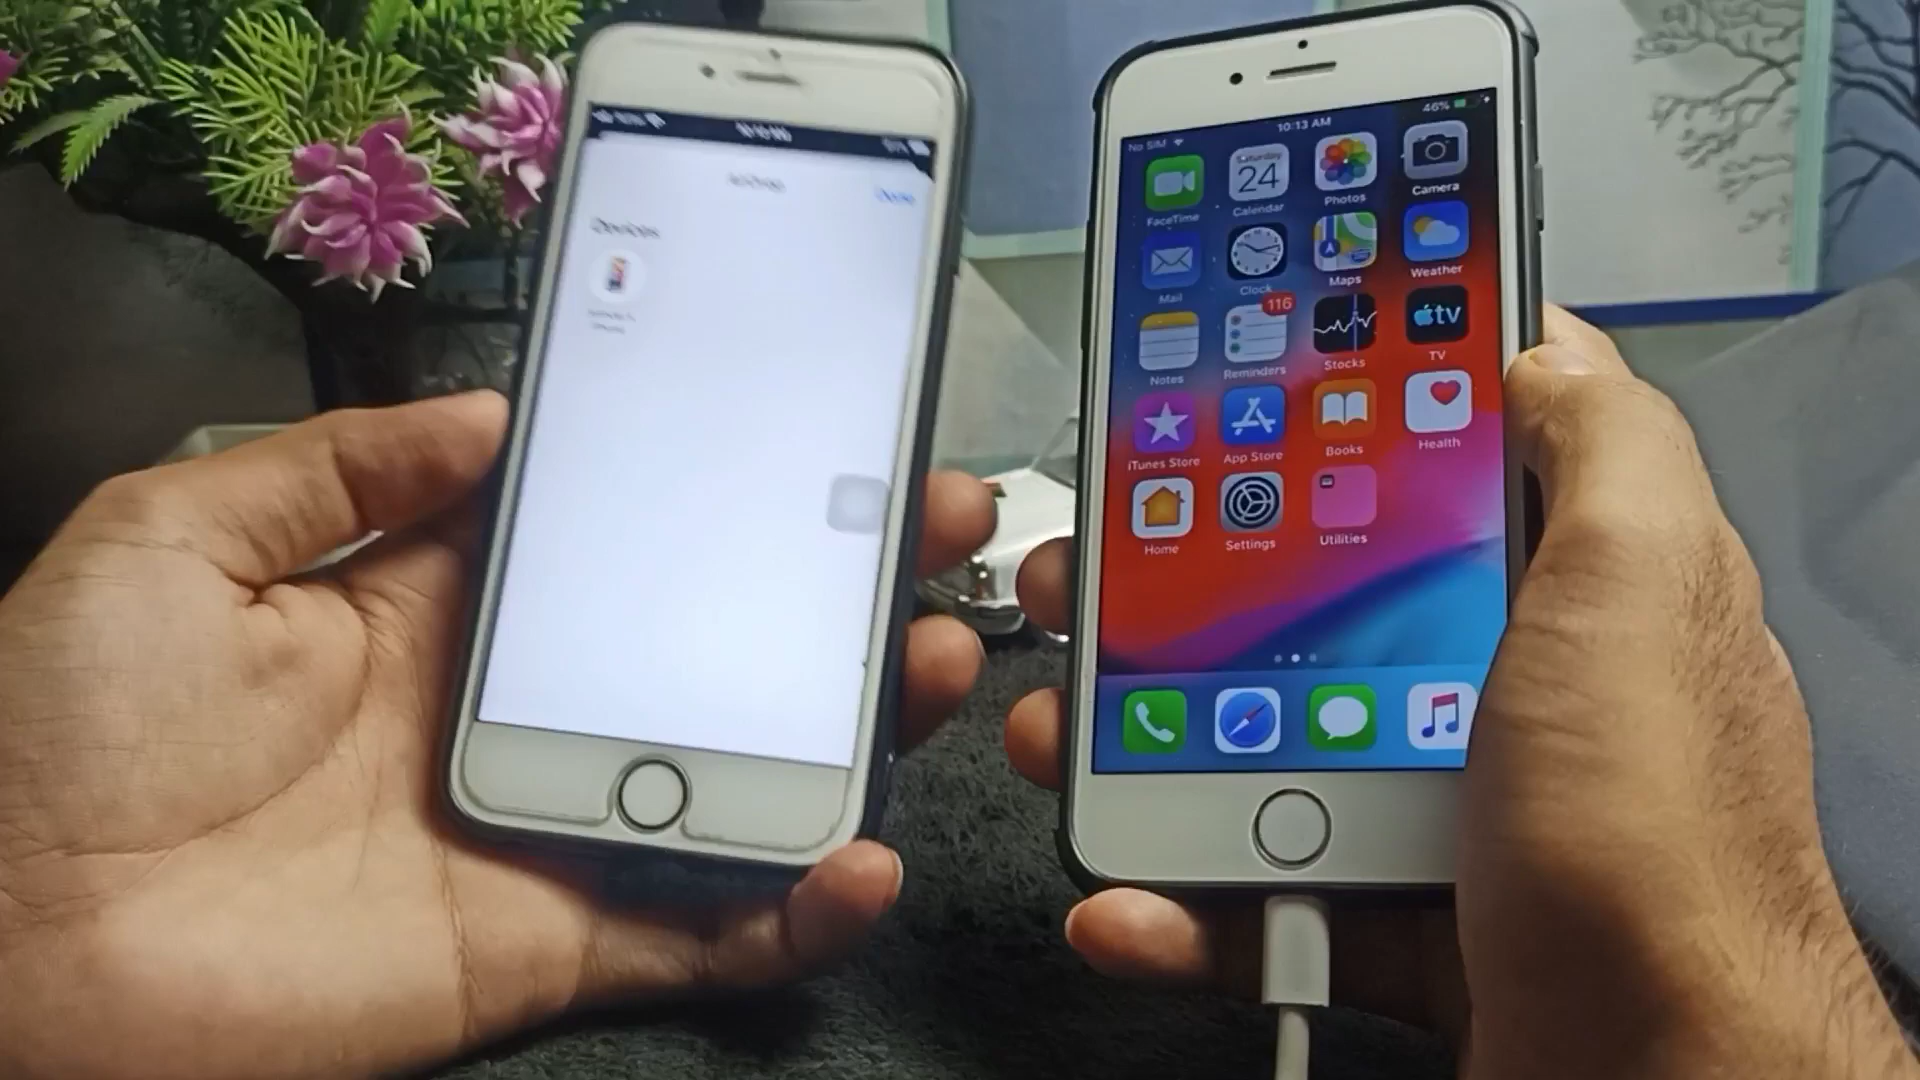 AirDrop
Done
Devices
No SIM
10:13 AM
46%
FaceTime
Saturday
24
Calendar
Photos
Camera
Mail
Clock
Maps
Weather
116
tv
Notes
Reminders
Stocks
TV
iTunes Store
App Store
Books
Health
Home
Settings
Utilities